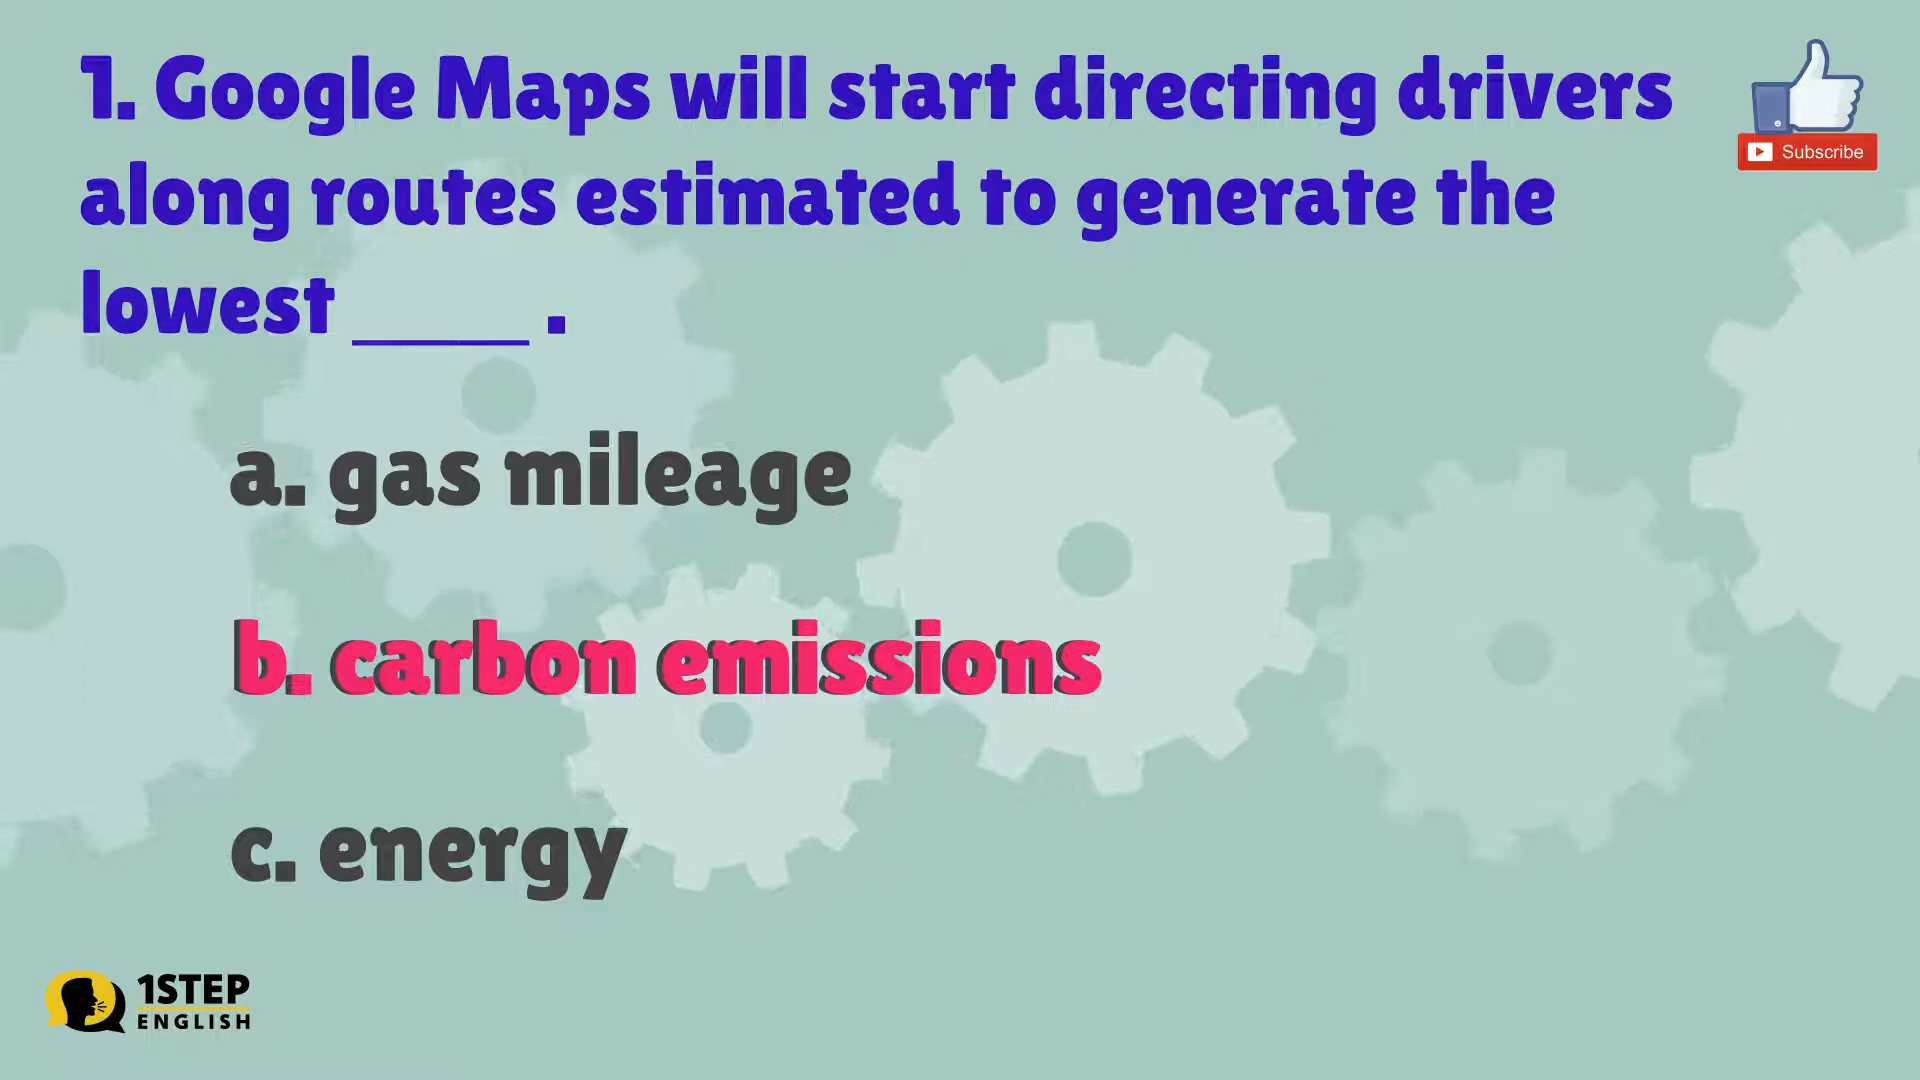 1. Google Maps will start directing drivers
along routes estimated to generate the
lowest _____ .
Subscribe
a. gas mileage
b. carbon emissions
c. energy
1STEP
ENGLISH